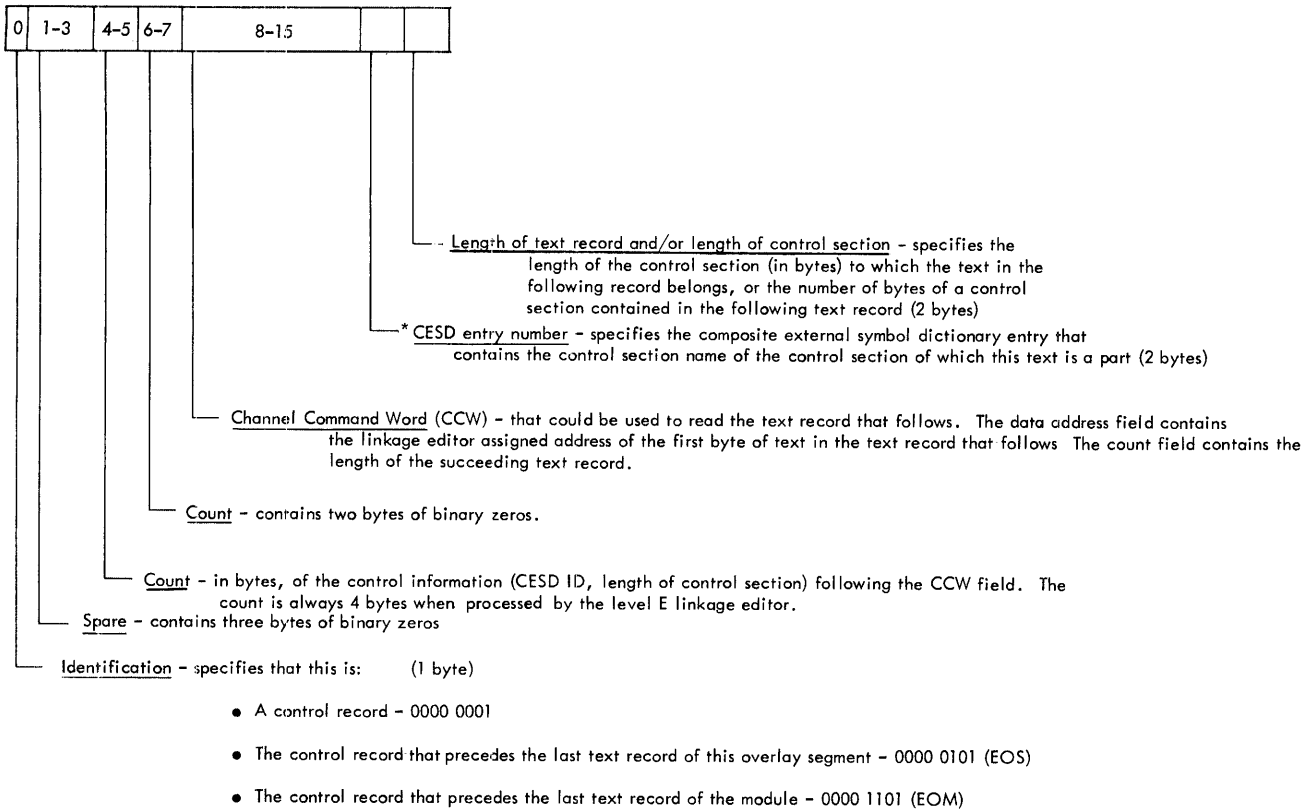 0 1-3 4-5 6-7 8-15
Length of text record and/or length of control section - specifies the
length of the control section (in bytes) to which the text in the
following record belongs, or the number of bytes of a control
section contained in the following text record (2 bytes)
* CESD entry number - specifies the composite external symbol dictionary entry that
contains the control section name of the control section of which this text is a part (2 bytes)
Channel Command Word (CCW) - that could be used to read the text record that follows. The data address field contains
the linkage editor assigned address of the first byte of text in the text record that follows The count field contains the
length of the succeeding text record.
Count - contains two bytes of binary zeros.
Count - in bytes, of the control information (CESD ID, length of control section) following the CCW field. The
count is always 4 bytes when processed by the level E linkage editor.
Spare - contains three bytes of binary zeros
Identification - specifies that this is: (1 byte)
• A control record - 0000 0001
• The control record that precedes the last text record of this overlay segment - 0000 0101 (EOS)
• The control record that precedes the last text record of the module - 0000 1101 (EOM)